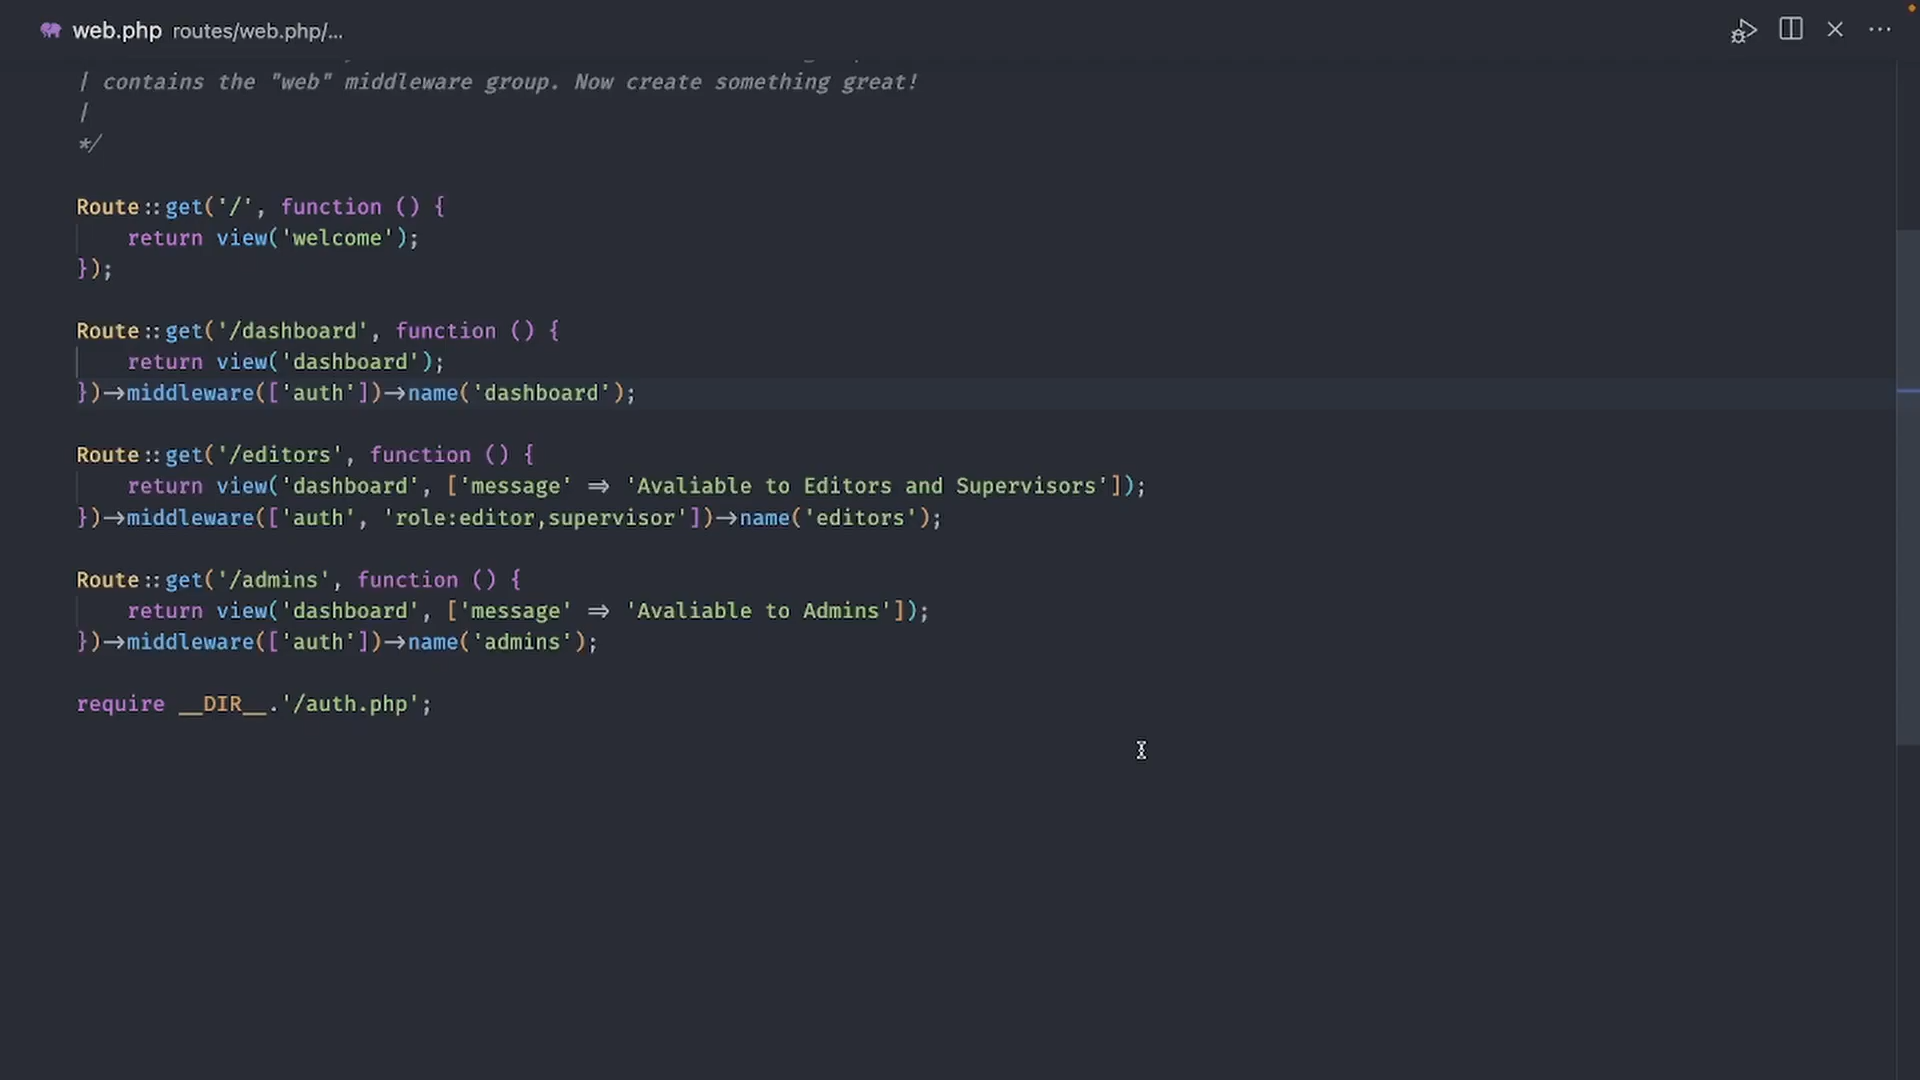 web.php routes/web.php/...
| contains the "web" middleware group. Now create something great!
|
*/
Route::get('/', function () {
    return view('welcome');
});
Route::get('/dashboard', function () {
    return view('dashboard');
})->middleware(['auth'])->name('dashboard');
Route::get('/editors', function () {
    return view('dashboard', ['message' => 'Avaliable to Editors and Supervisors']);
})->middleware(['auth', 'role:editor,supervisor'])->name('editors');
Route::get('/admins', function () {
    return view('dashboard', ['message' => 'Avaliable to Admins']);
})->middleware(['auth'])->name('admins');
require __DIR__.'/auth.php';